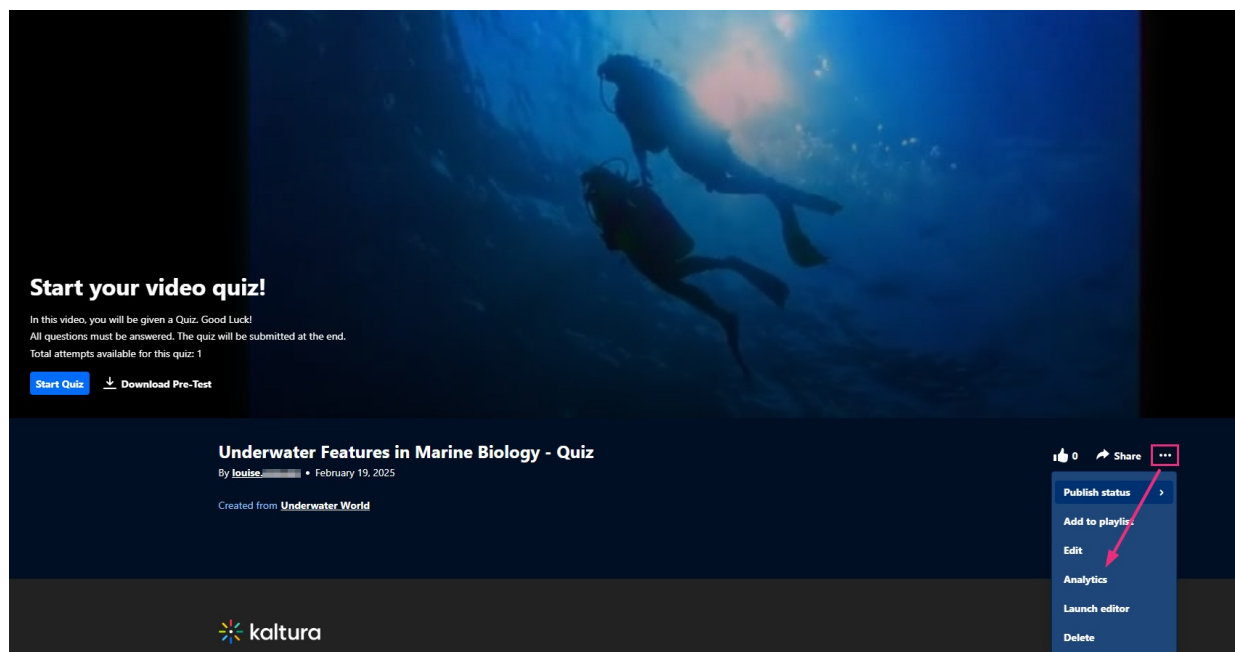 Start your video quiz!
In this video, you will be given a Quiz. Good Luck!
All questions must be answered. The quiz will be submitted at the end.
Total attempts available for this quiz: 1
Start Quiz Download Pre-Test
Underwater Features in Marine Biology - Quiz
0 Share
By louise. • February 19, 2025
Created from Underwater World
Publish status
Add to playlist
Edit
Analytics
Launch editor
Delete
kaltura